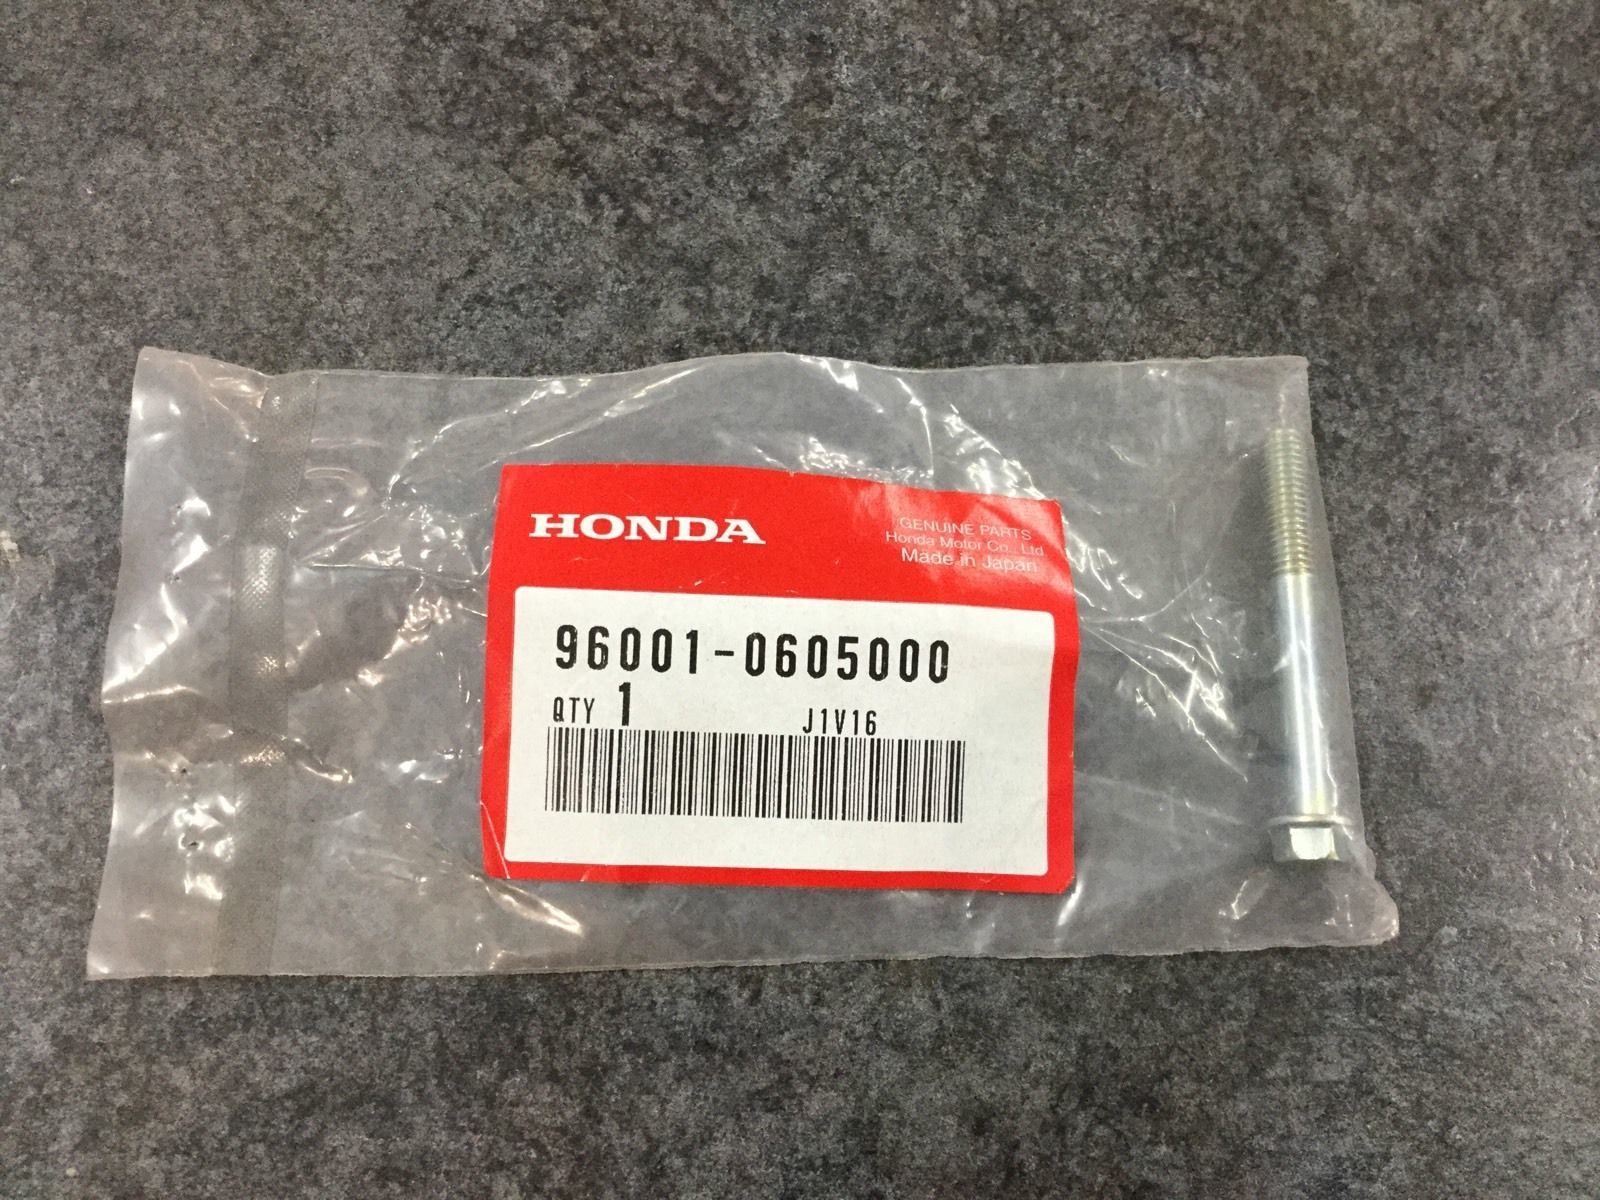 HONDA
GENUINE PARTS
Honda Motor Co., Ltd
Made in Japan
96001-0605000
QTY 1 J1V16